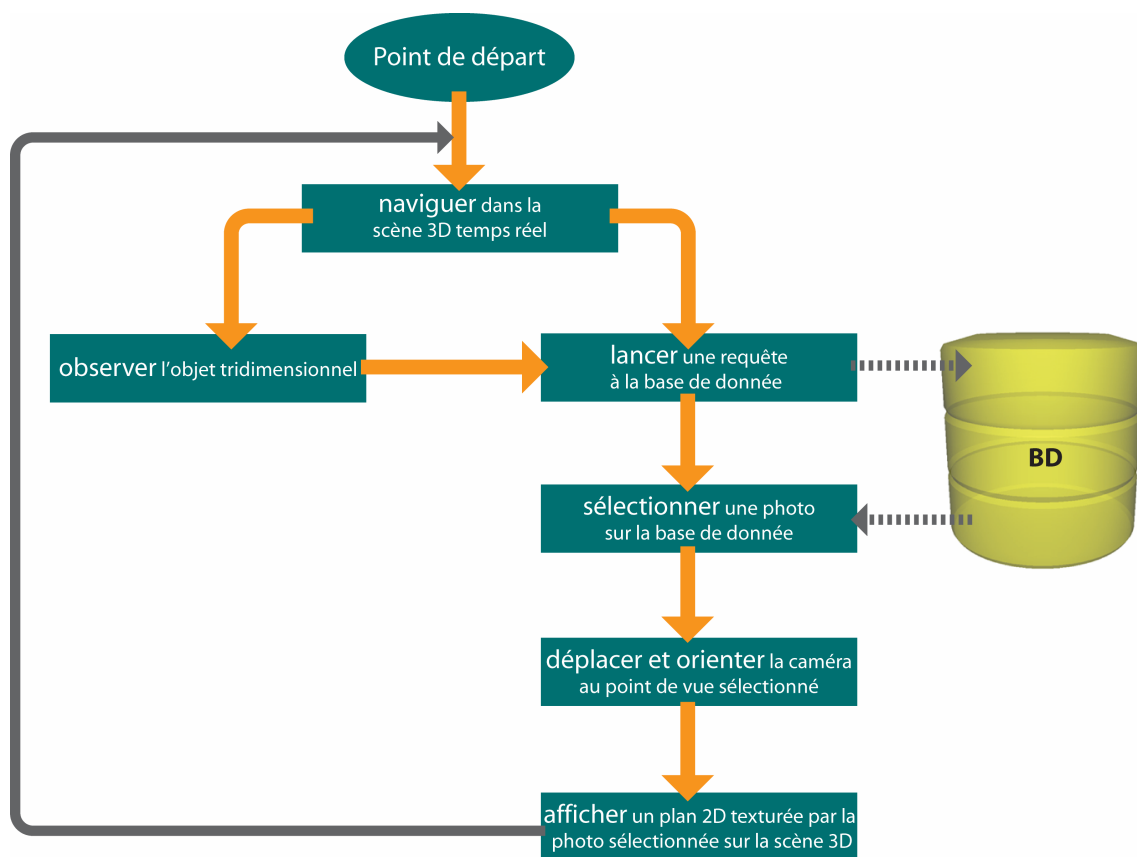 Point de départ
naviguer dans la
scène 3D temps réel
observer l'objet tridimensionnel
lancer une requête
à la base de donnée
BD
sélectionner une photo
sur la base de donnée
déplacer et orienter la caméra
au point de vue sélectionné
afficher un plan 2D texturée par la
photo sélectionnée sur la scène 3D